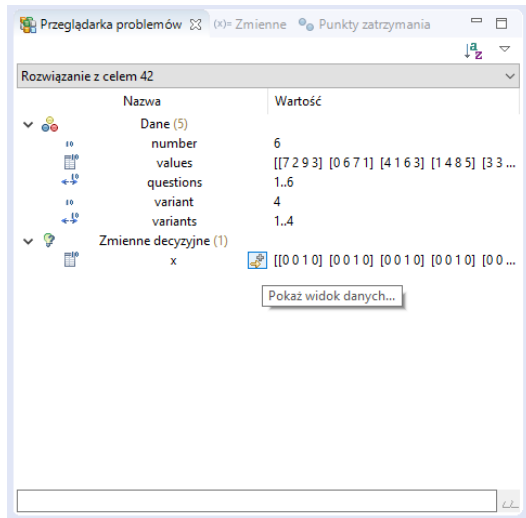 Przeglądarka problemów (x)= Zmienne Punkty zatrzymania
Rozwiązanie z celem 42
Nazwa Wartość
Dane (5)
number 6
values [[7 2 9 3] [0 6 7 1] [4 1 6 3] [1 4 8 5] [3 3 ...
questions 1..6
variant 4
variants 1..4
Zmienne decyzyjne (1)
x [[0 0 1 0] [0 0 1 0] [0 0 1 0] [0 0 1 0] [0 0 ...
Pokaż widok danych...